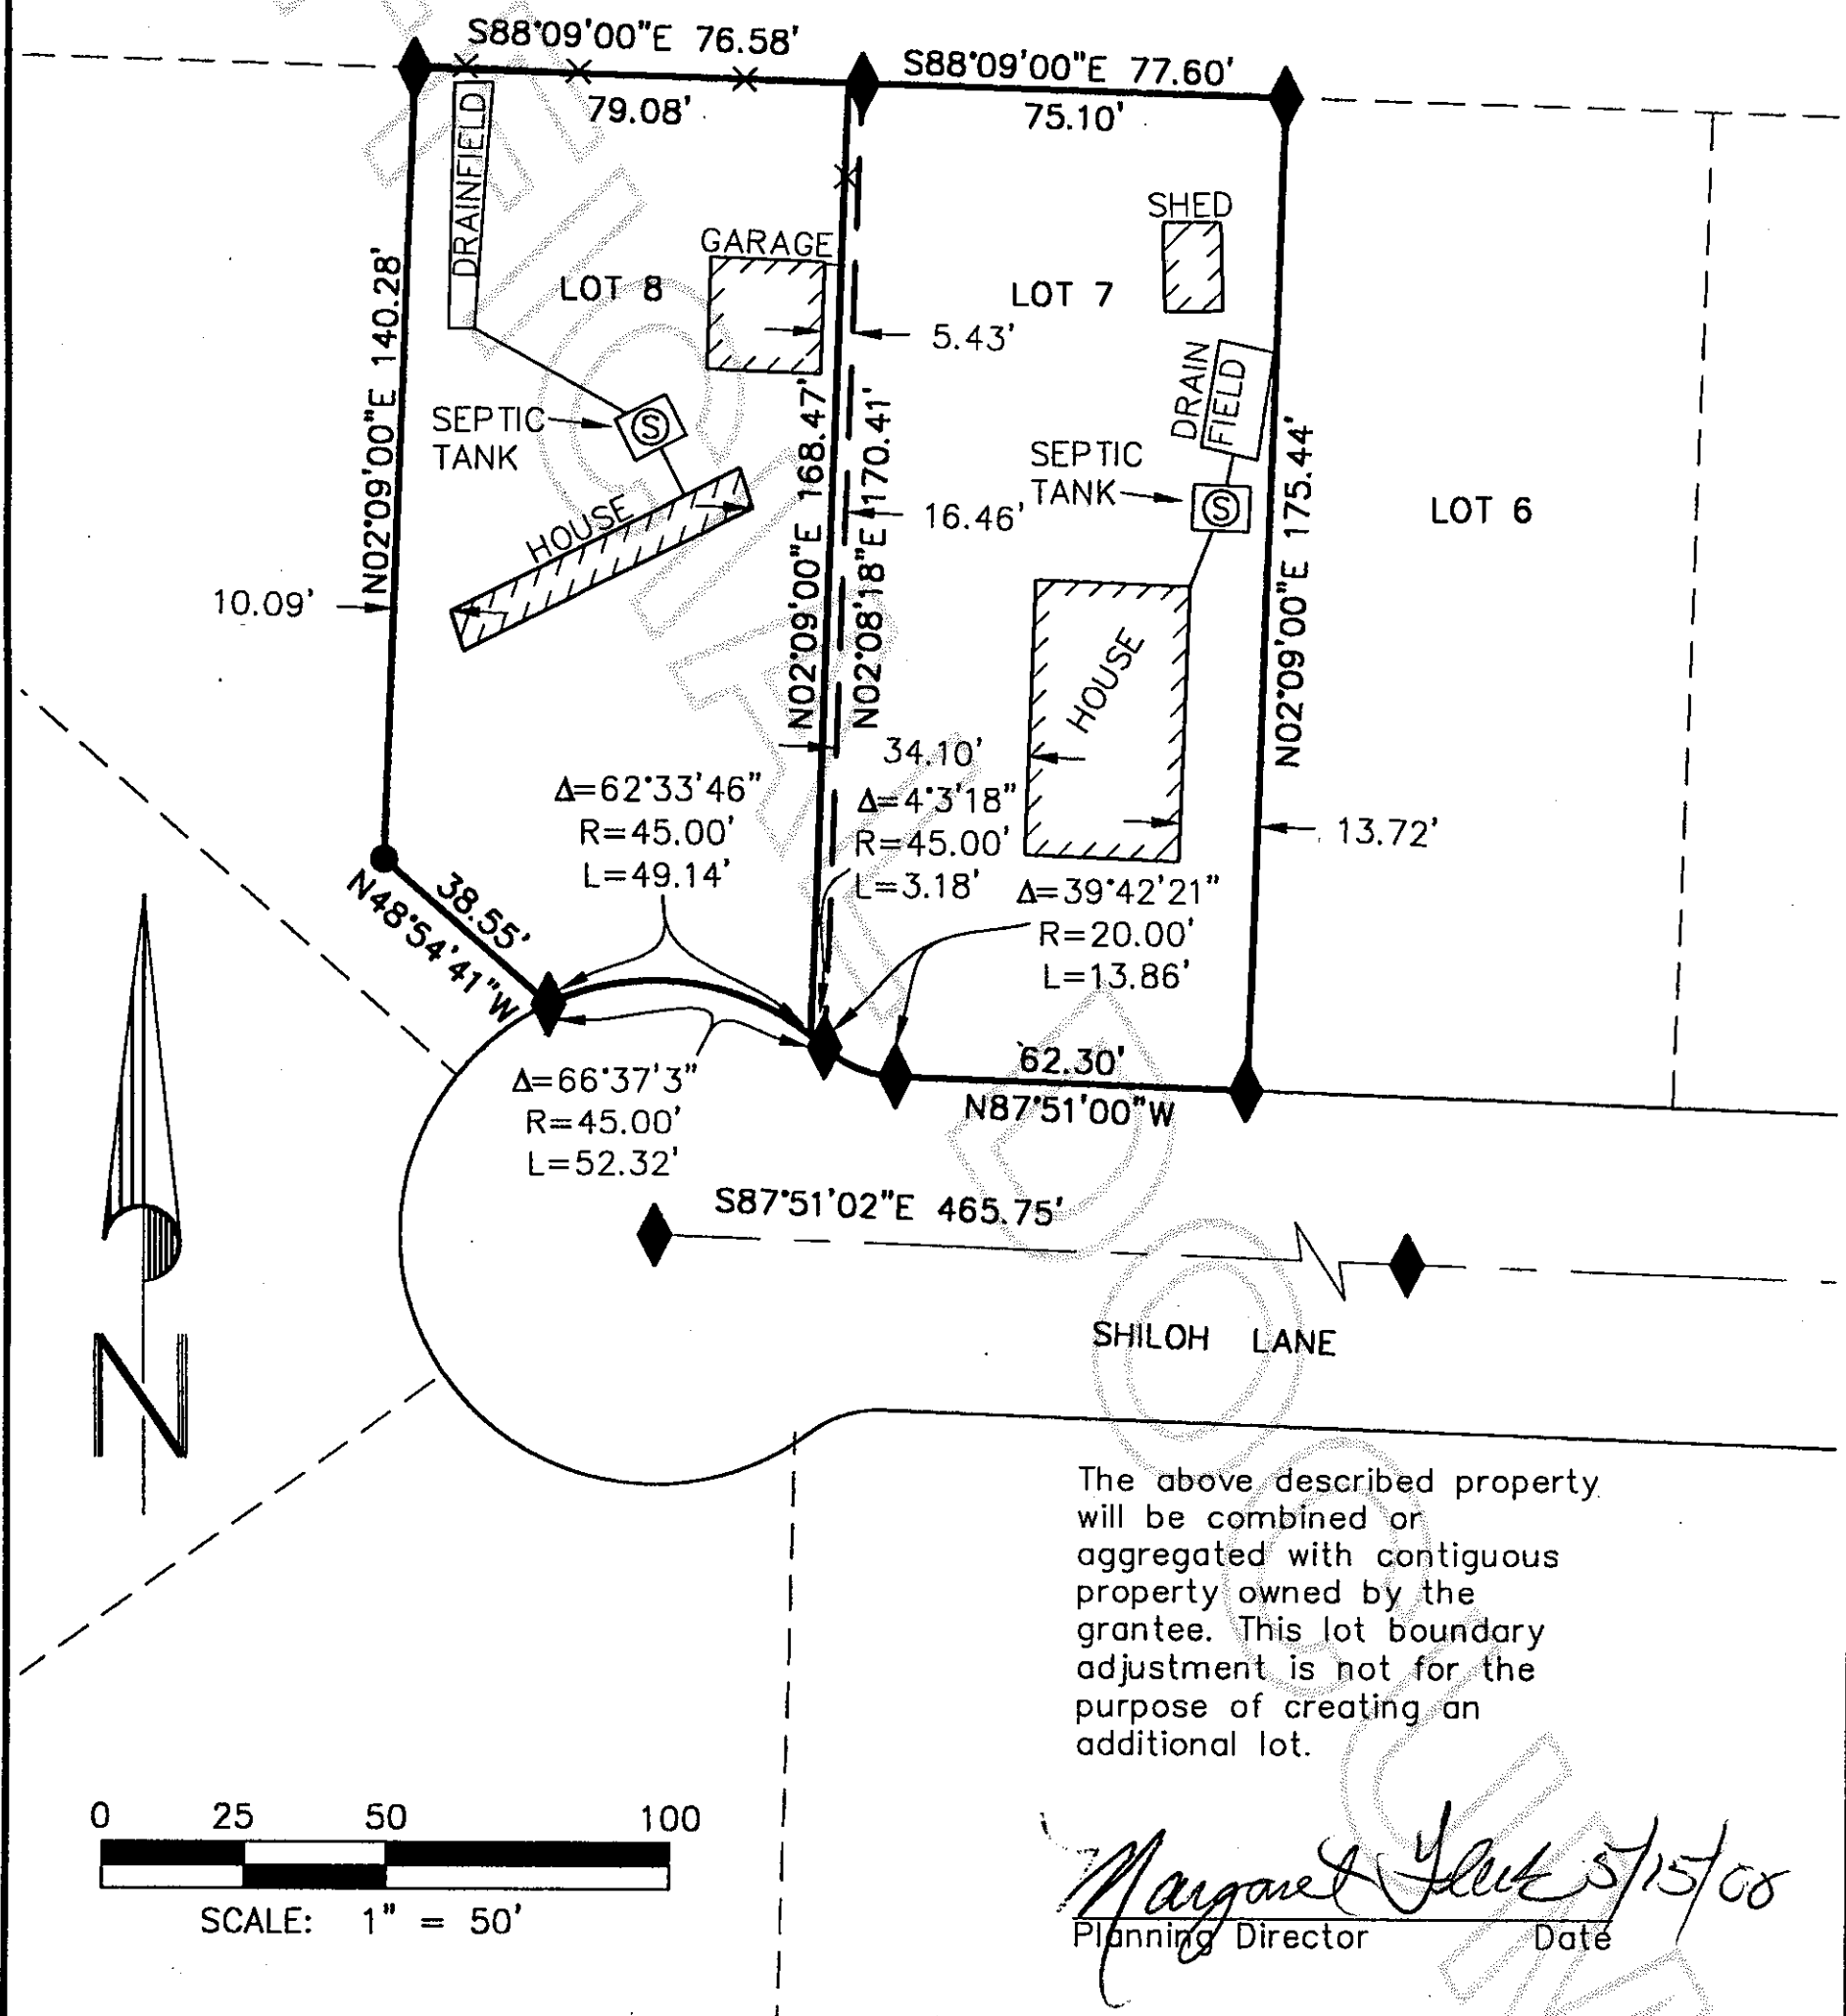 S88°09'00"E 76.58'
S88°09'00"E 77.60'
79.08'
75.10'
DRAINFIELD
N02°09'00"E 140.28'
GARAGE
LOT 8
SHED
LOT 7
5.43'
SEPTIC
TANK
HOUSE
N02°09'00"E 168.47'
N02°08'18"E 170.41'
16.46'
DRAIN
FIELD
SEPTIC
TANK
N02°09'00"E 175.44'
LOT 6
10.09'
HOUSE
34.10'
13.72'
Δ=62°33'46"
R=45.00'
L=49.14'
Δ=4°3'18"
R=45.00'
L=3.18'
Δ=39°42'21"
R=20.00'
L=13.86'
38.55'
N48°54'41"W
62.30'
N87°51'00"W
Δ=66°37'3"
R=45.00'
L=52.32'
S87°51'02"E 465.75'
SHILOH LANE
N
The above described property
will be combined or
aggregated with contiguous
property owned by the
grantee. This lot boundary
adjustment is not for the
purpose of creating an
additional lot.
0 25 50 100
SCALE: 1" = 50'
Margaret 5/15/08
Planning Director Date